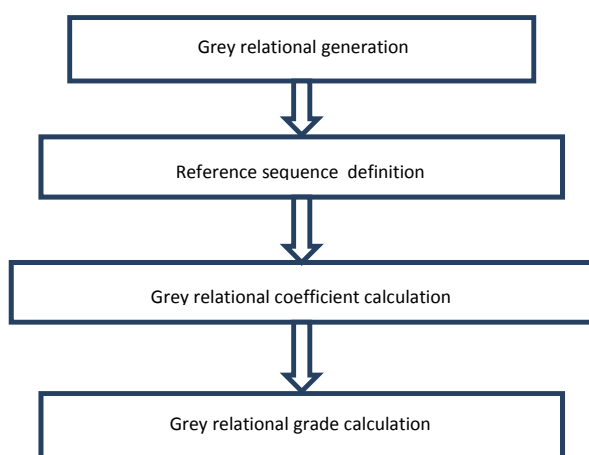 Grey relational generation
Reference sequence definition
Grey relational coefficient calculation
Grey relational grade calculation